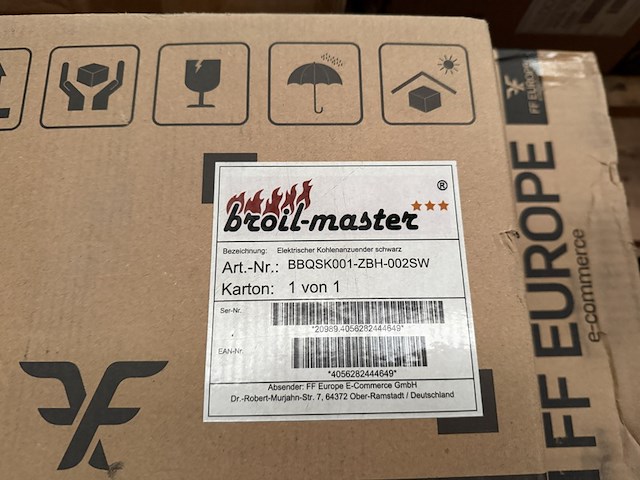 broil-master ®
Bezeichnung: Elektrischer Kohlenanzuender schwarz
Art.-Nr.: BBQSK001-ZBH-002SW
Karton: 1 von 1
Ser-Nr.
*20989.4056282444649*
EAN-Nr.
*4056282444649*
Absender: FF Europe E-Commerce GmbH
Dr.-Robert-Murjahn-Str. 7, 64372 Ober-Ramstadt / Deutschland
FF EUROPE
e-commerce
FF EUROPE